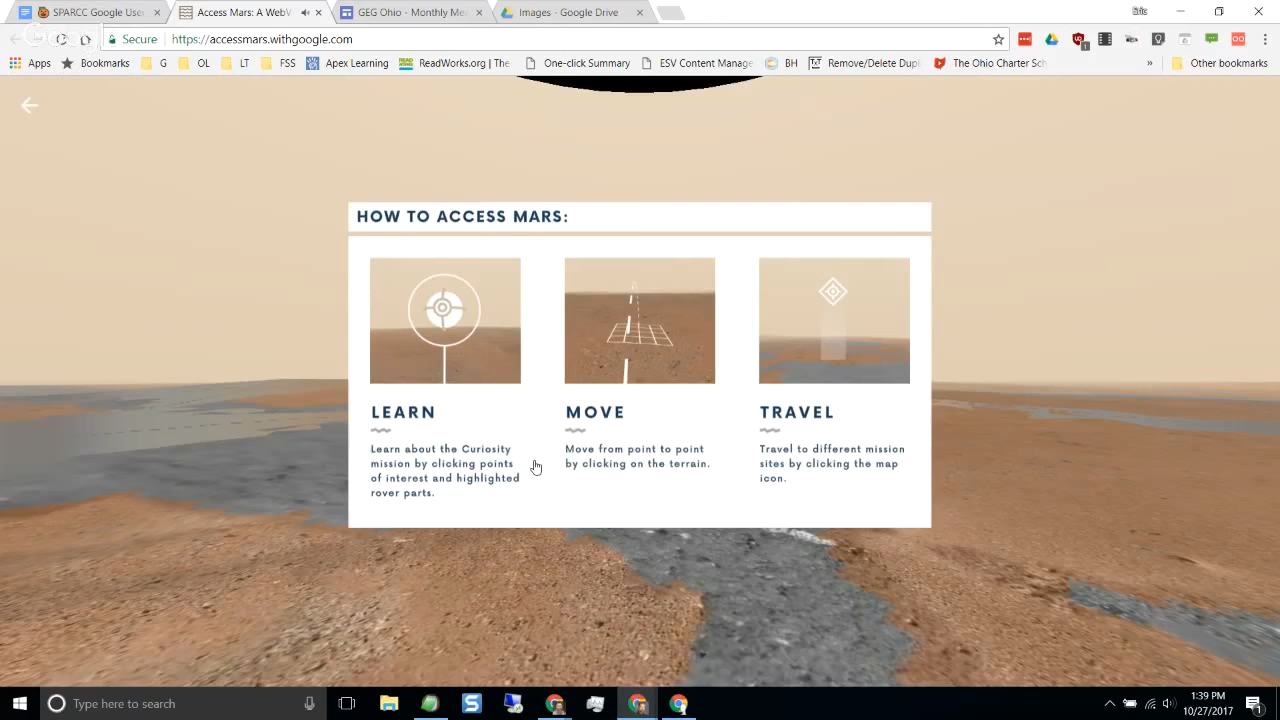 SPARCC Google User
Access Mars: A WebV
GEG Ohio - Monthly Me
Images - Google Drive
Secure
https://accessmars.withgoogle.com
Apps
Bookmarks
G
OL
LT
FSS
Apex Learning
ReadWorks.org | The
One-click Summary
ESV Content Manage
BH
Remove/Delete Dupl
The Ohio Charter Sch
»
Other bookmarks
HOW TO ACCESS MARS:
LEARN
Learn about the Curiosity
mission by clicking points
of interest and highlighted
rover parts.
MOVE
Move from point to point
by clicking on the terrain.
TRAVEL
Travel to different mission
sites by clicking the map
icon.
Type here to search
1:39 PM
10/27/2017